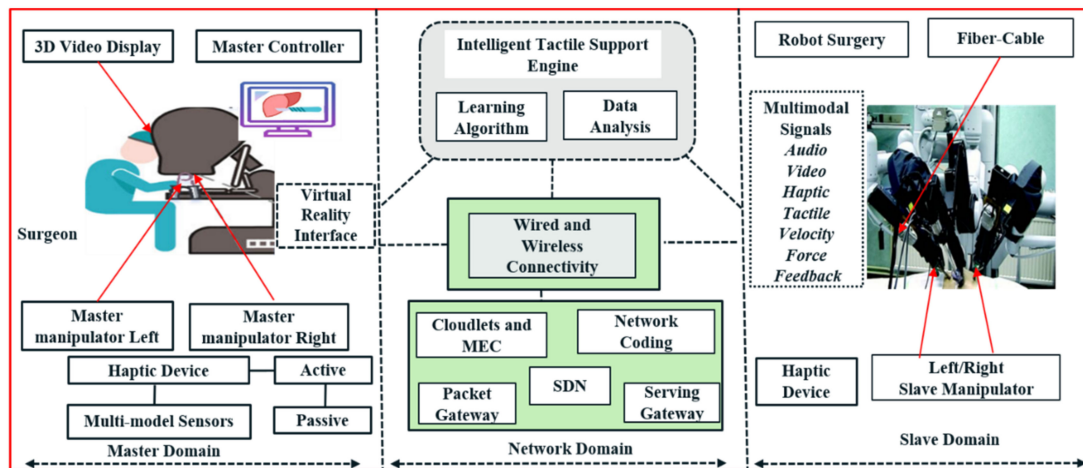 3D Video Display
Master Controller
Surgeon
Virtual
Reality
Interface
Master
manipulator Left
Master
manipulator Right
Haptic Device
Active
Multi-model Sensors
Passive
Master Domain
Intelligent Tactile Support
Engine
Learning
Algorithm
Data
Analysis
Wired and
Wireless
Connectivity
Cloudlets and
MEC
Network
Coding
SDN
Packet
Gateway
Serving
Gateway
Network Domain
Robot Surgery
Fiber-Cable
Multimodal
Signals
Audio
Video
Haptic
Tactile
Velocity
Force
Feedback
Haptic
Device
Left/Right
Slave Manipulator
Slave Domain